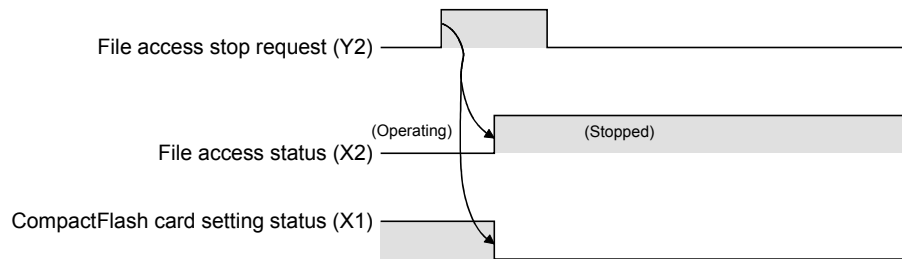 File access stop request (Y2)
(Operating)
(Stopped)
File access status (X2)
CompactFlash card setting status (X1)